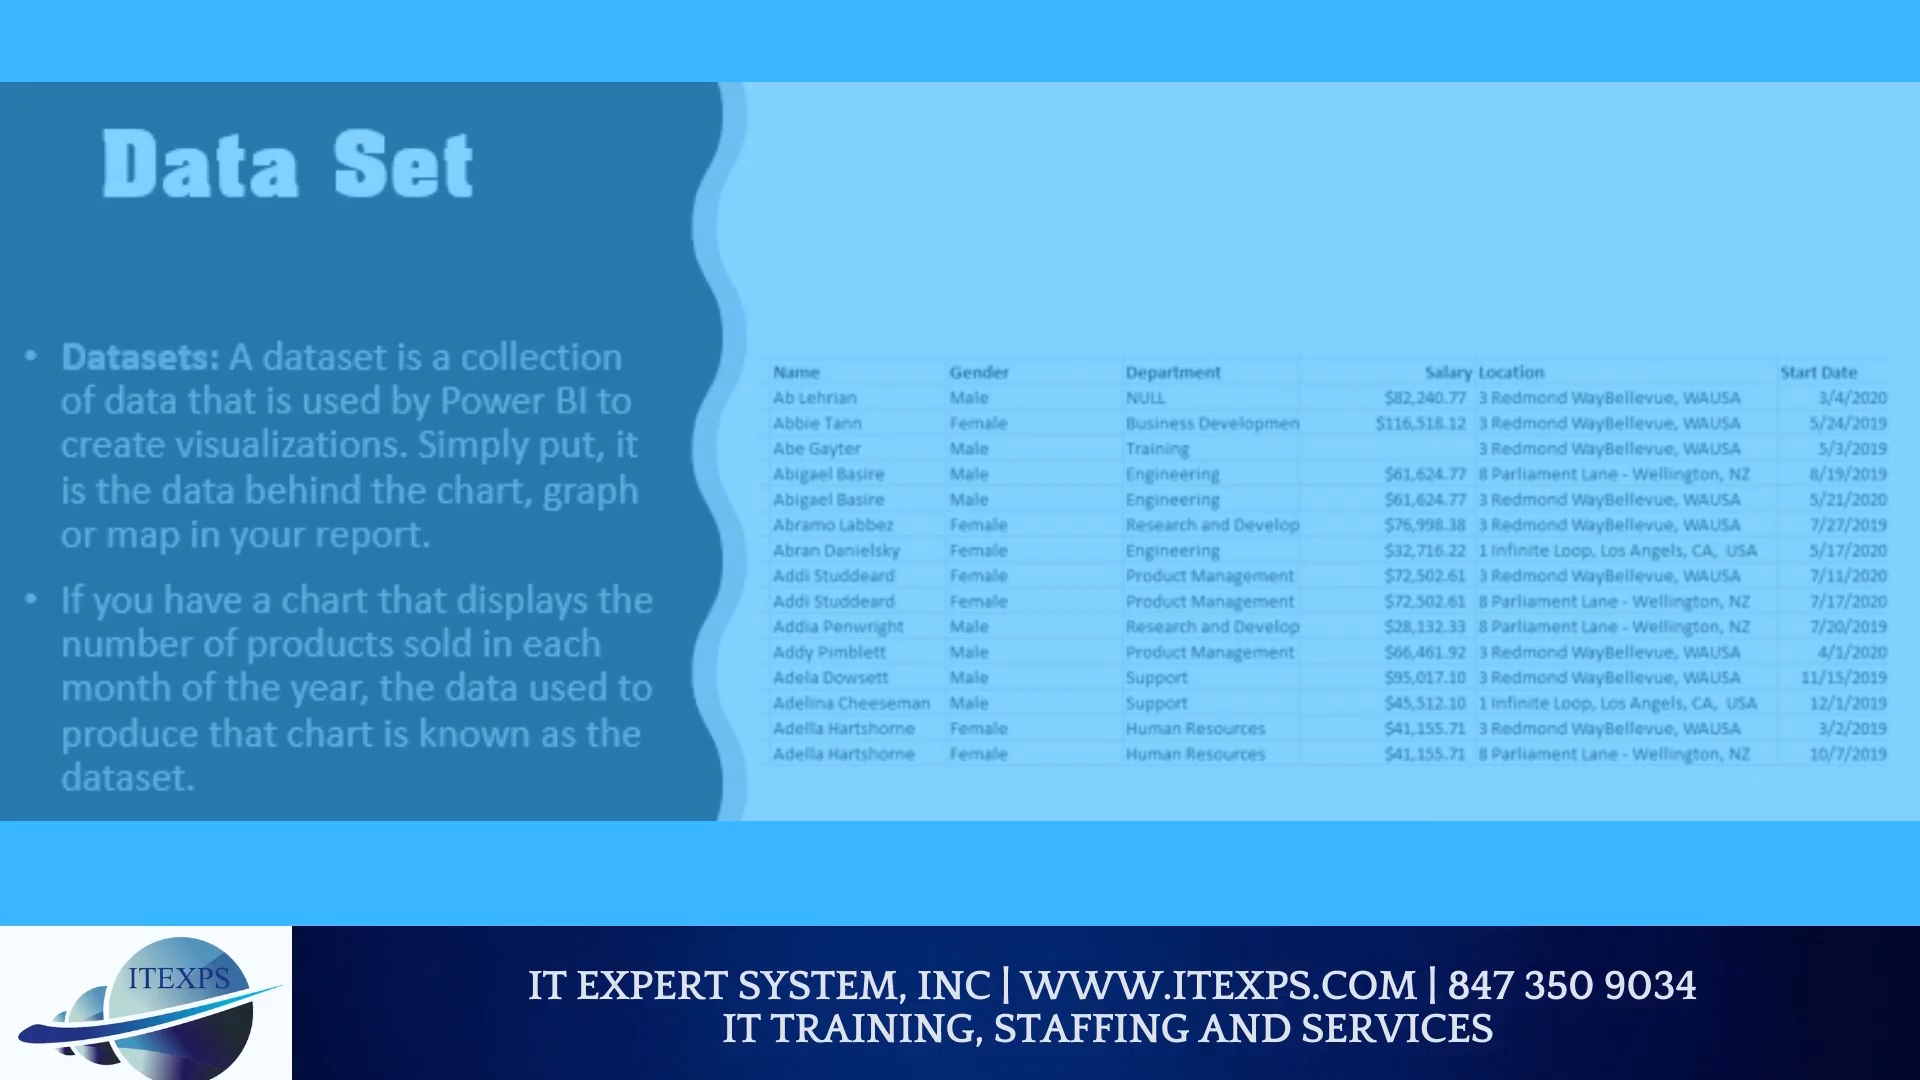 Data Set
• Datasets: A dataset is a collection
of data that is used by Power BI to
create visualizations. Simply put, it
is the data behind the chart, graph
or map in your report.
• If you have a chart that displays the
number of products sold in each
month of the year, the data used to
produce that chart is known as the
dataset.
Name Gender Department Salary Location Start Date
Ab Lehrian Male NULL $82,240.77 3 Redmond WayBellevue, WAUSA 3/4/2020
Abbie Tann Female Business Developmen $116,518.12 3 Redmond WayBellevue, WAUSA 5/24/2019
Abe Gayter Male Training 3 Redmond WayBellevue, WAUSA 5/3/2019
Abigael Basire Male Engineering $61,624.77 8 Parliament Lane - Wellington, NZ 8/19/2019
Abigael Basire Male Engineering $61,624.77 3 Redmond WayBellevue, WAUSA 5/21/2020
Abramo Labbez Female Research and Develop $76,998.38 3 Redmond WayBellevue, WAUSA 7/27/2019
Abran Danielsky Female Engineering $32,716.22 1 Infinite Loop, Los Angels, CA, USA 5/17/2020
Addi Studdeard Female Product Management $72,502.61 3 Redmond WayBellevue, WAUSA 7/11/2020
Addi Studdeard Female Product Management $72,502.61 8 Parliament Lane - Wellington, NZ 7/17/2020
Addia Penwright Male Research and Develop $28,132.33 8 Parliament Lane - Wellington, NZ 7/20/2019
Addy Pimblett Male Product Management $66,461.92 3 Redmond WayBellevue, WAUSA 4/1/2020
Adela Dowsett Male Support $95,017.10 3 Redmond WayBellevue, WAUSA 11/15/2019
Adelina Cheeseman Male Support $45,512.10 1 Infinite Loop, Los Angels, CA, USA 12/1/2019
Adella Hartshorne Female Human Resources $41,155.71 3 Redmond WayBellevue, WAUSA 3/2/2019
Adella Hartshorne Female Human Resources $41,155.71 8 Parliament Lane - Wellington, NZ 10/7/2019
ITEXPS
IT EXPERT SYSTEM, INC | WWW.ITEXPS.COM | 847 350 9034
IT TRAINING, STAFFING AND SERVICES